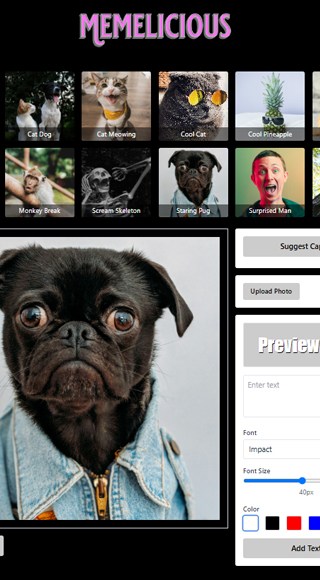 MEMELICIOUS
Cat Dog
Cat Meowing
Cool Cat
Cool Pineapple
Monkey Break
Scream Skeleton
Staring Pug
Surprised Man
Suggest Cap
Upload Photo
Preview
Enter text
Font
Impact
Font Size
40px
Color
Add Text